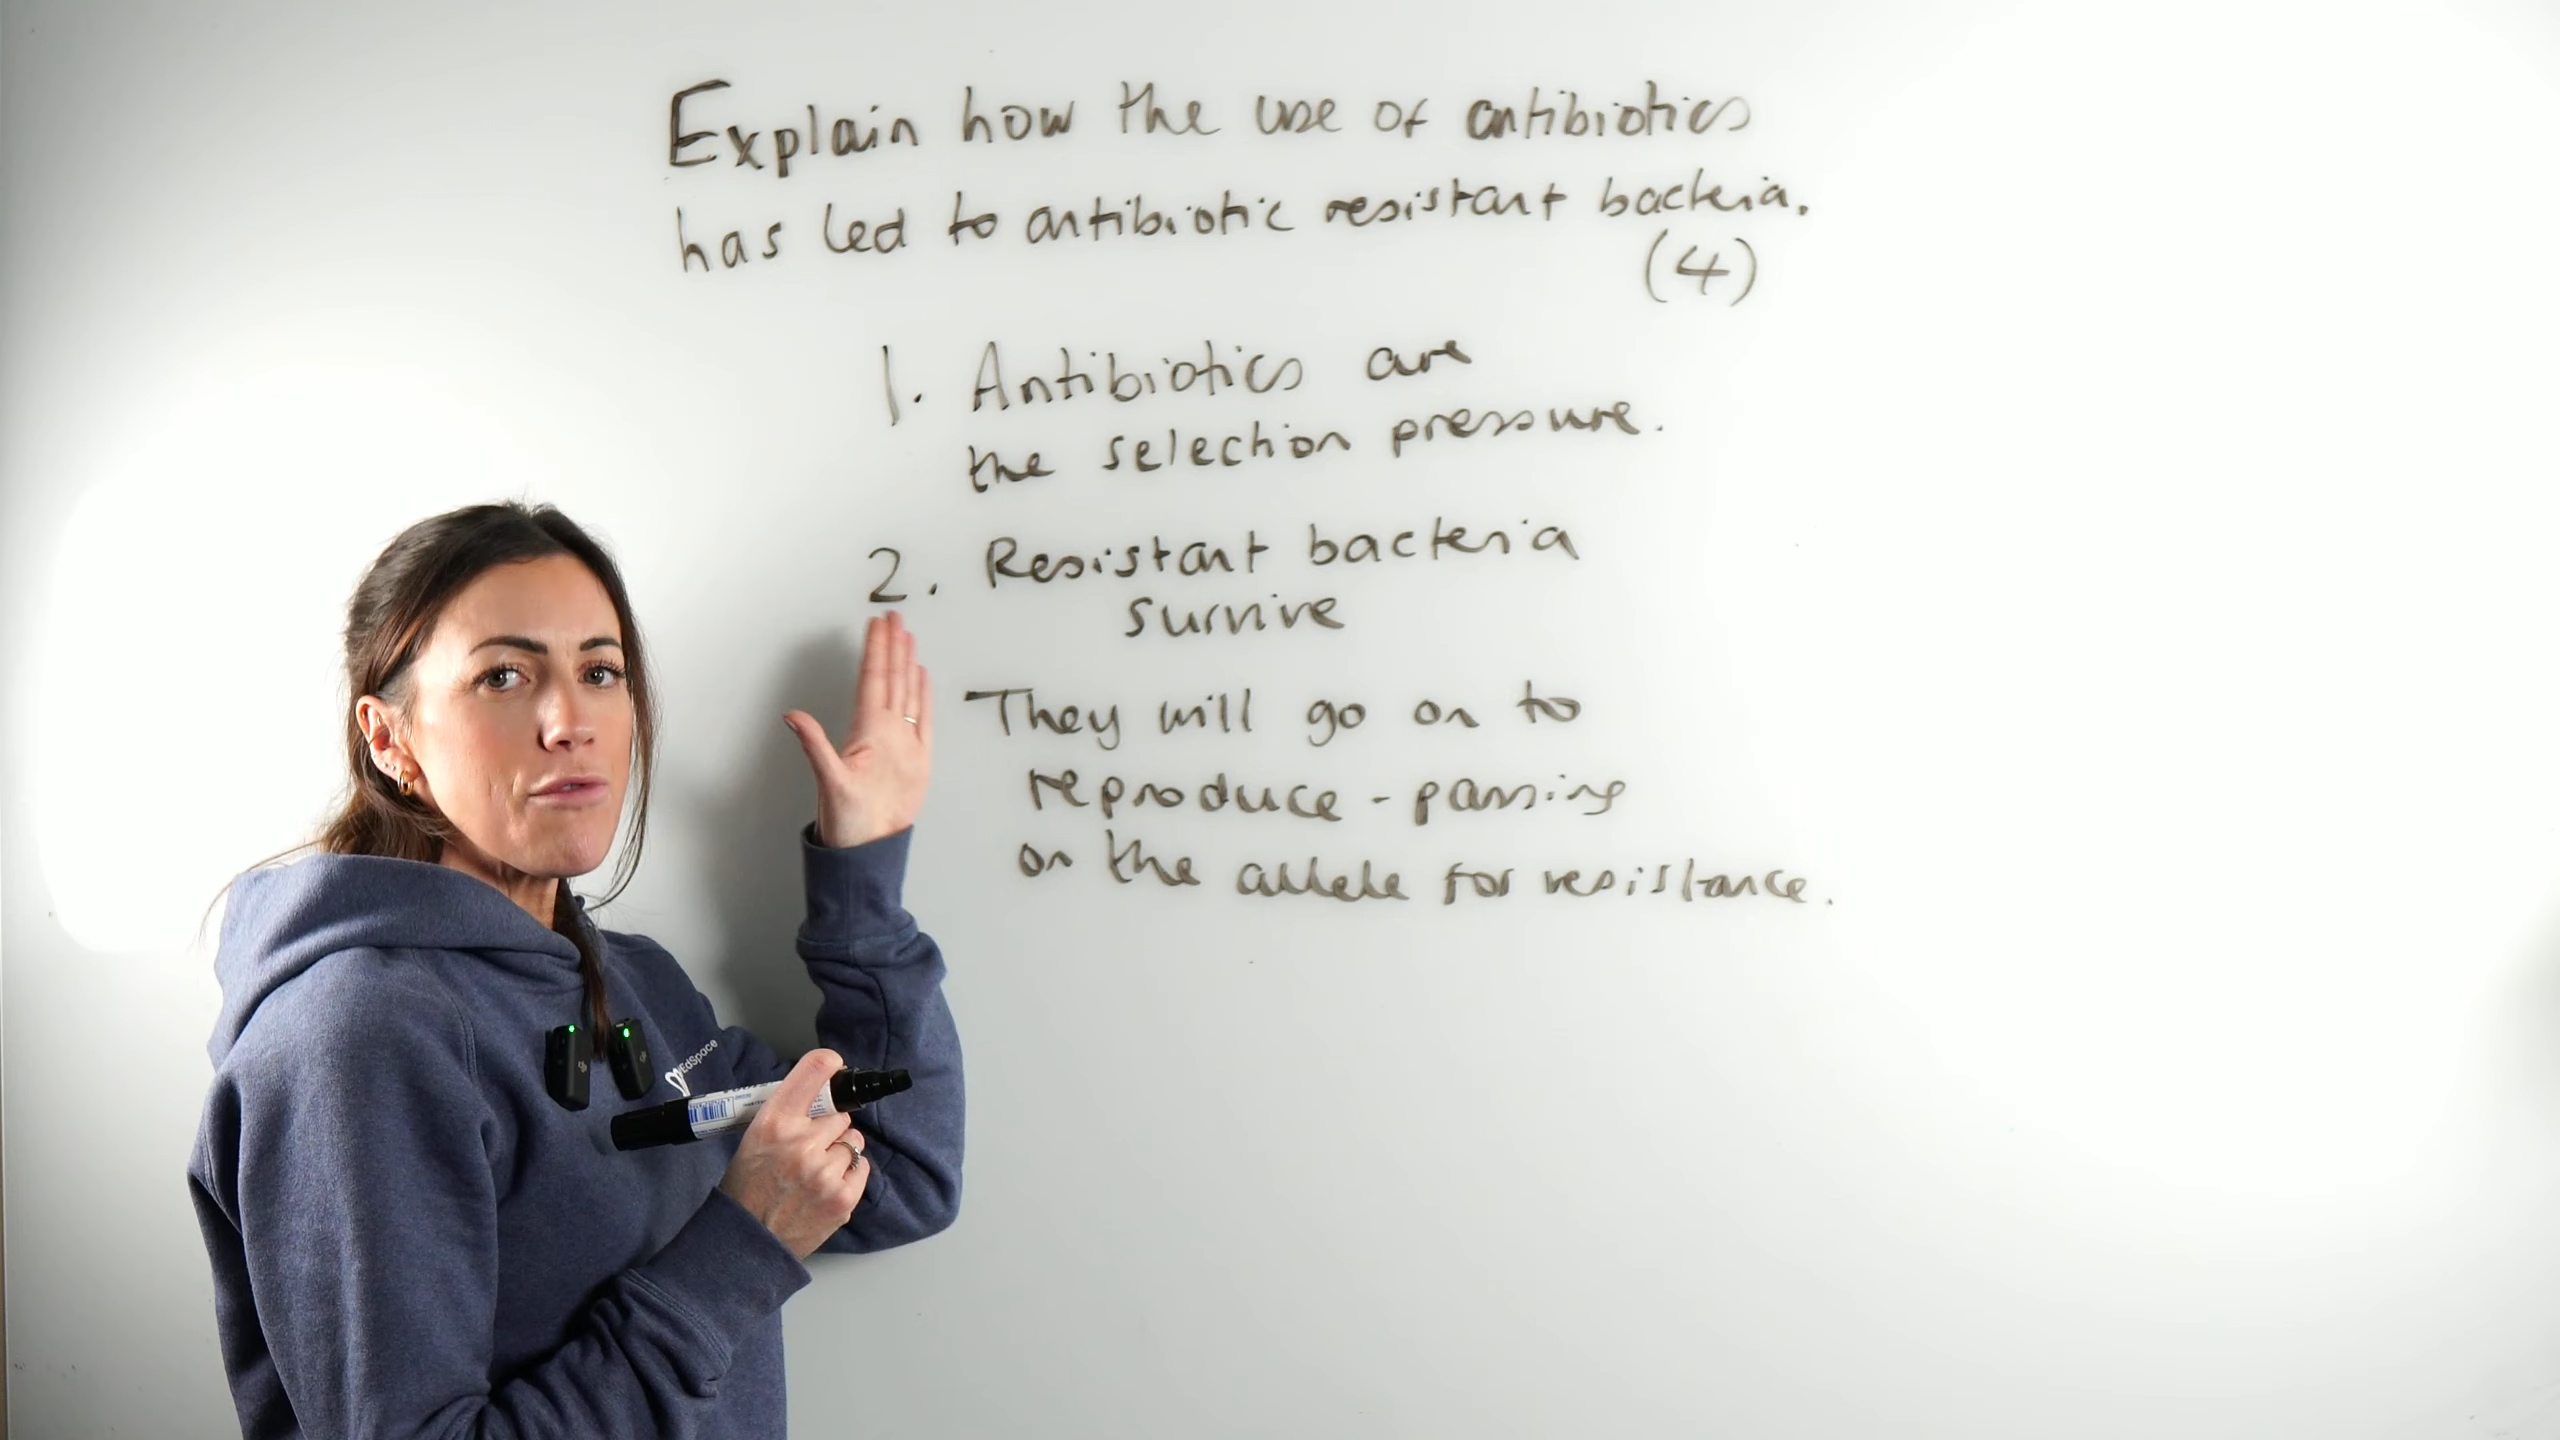 Explain how the use of antibiotics
has led to antibiotic resistant bacteria.
(4)
1. Antibiotics are
the selection pressure.
2. Resistant bacteria
survive
They will go on to
reproduce - passing
on the allele for resistance.
EdSpace